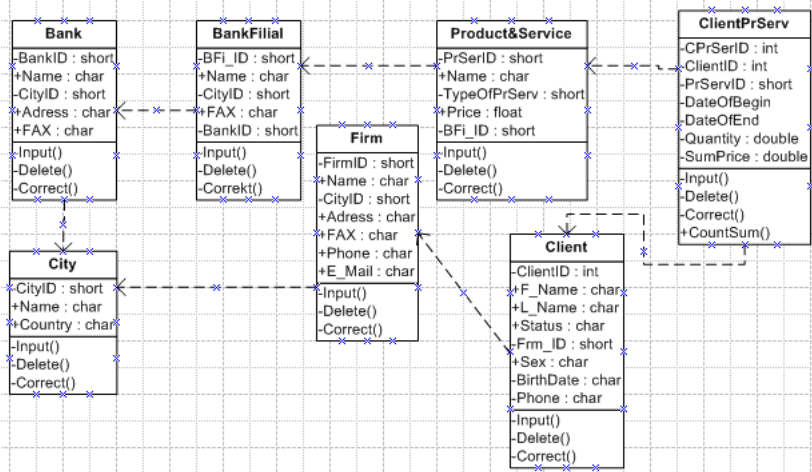 Bank
-BankID : short
+Name : char
-CityID : short
+Adress : char
+FAX : char
-Input()
-Delete()
-Correct()
BankFilial
-BFi_ID : short
+Name : char
-CityID : short
+FAX : char
-BankID : short
-Input()
-Delete()
-Correkt()
Product&Service
-PrSerID : short
+Name : char
-TypeOfPrServ : short
+Price : float
-BFi_ID : short
-Input()
-Delete()
-Correct()
ClientPrServ
-CPrSerID : int
-ClientID : int
-PrServID : short
-DateOfBegin
-DateOfEnd
-Quantity : double
-SumPrice : double
-Input()
-Delete()
-Correct()
+CountSum()
Firm
-FirmID : short
+Name : char
-CityID : short
+Adress : char
+FAX : char
+Phone : char
+E_Mail : char
-Input()
-Delete()
-Correct()
City
-CityID : short
+Name : char
+Country : char
-Input()
-Delete()
-Correct()
Client
-ClientID : int
+F_Name : char
+L_Name : char
+Status : char
-Frm_ID : short
+Sex : char
-BirthDate : char
-Phone : char
-Input()
-Delete()
-Correct()